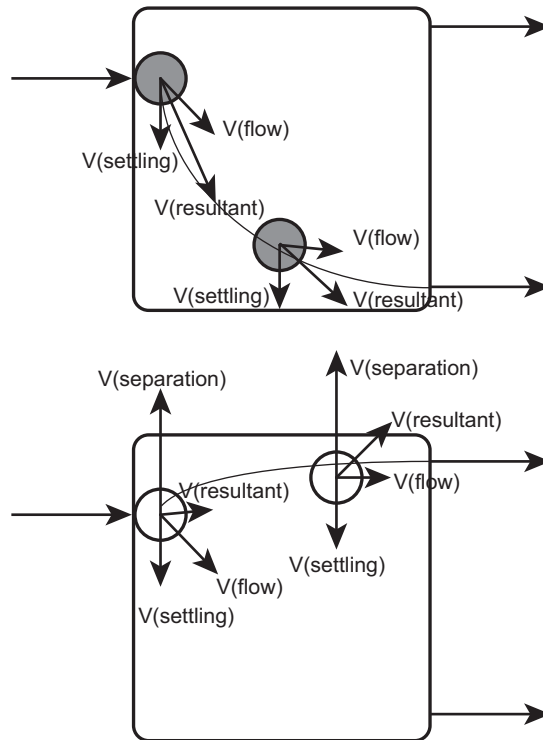 V(flow)
V(settling)
V(resultant)
V(flow)
V(settling)
V(resultant)
V(separation)
V(separation)
V(resultant)
V(resultant)
V(flow)
V(settling)
V(flow)
V(settling)